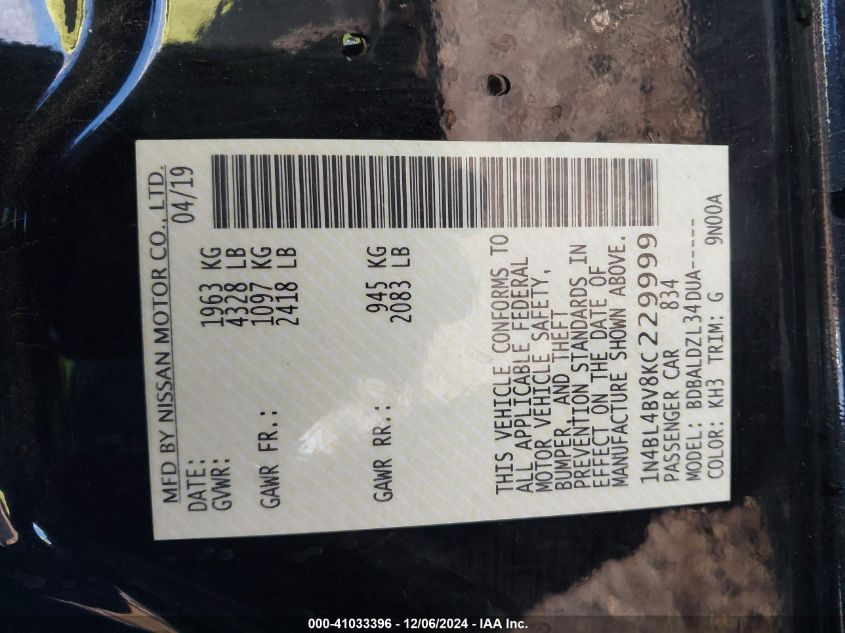 MFD BY NISSAN MOTOR CO., LTD.
DATE: 04/19
GVWR: 1963 KG
4328 LB
GAWR FR.: 1097 KG
2418 LB
GAWR RR.: 945 KG
2083 LB
THIS VEHICLE CONFORMS TO
ALL APPLICABLE FEDERAL
MOTOR VEHICLE SAFETY,
BUMPER, AND THEFT
PREVENTION STANDARDS IN
EFFECT ON THE DATE OF
MANUFACTURE SHOWN ABOVE.
1N4BL4BV8KC229999
PASSENGER CAR 834
MODEL: BDBALDZL34DUA-----
COLOR: KH3 TRIM: G 9N00A
000-41033396 - 12/06/2024 - IAA Inc.